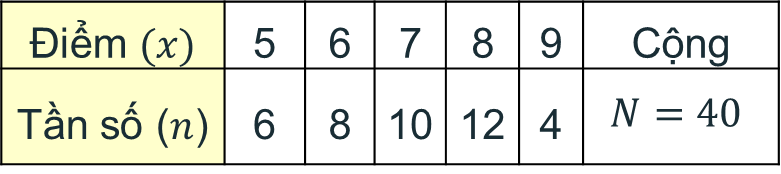 Điểm (x) 5 6 7 8 9 Cộng
Tần số (n) 6 8 10 12 4 N = 40